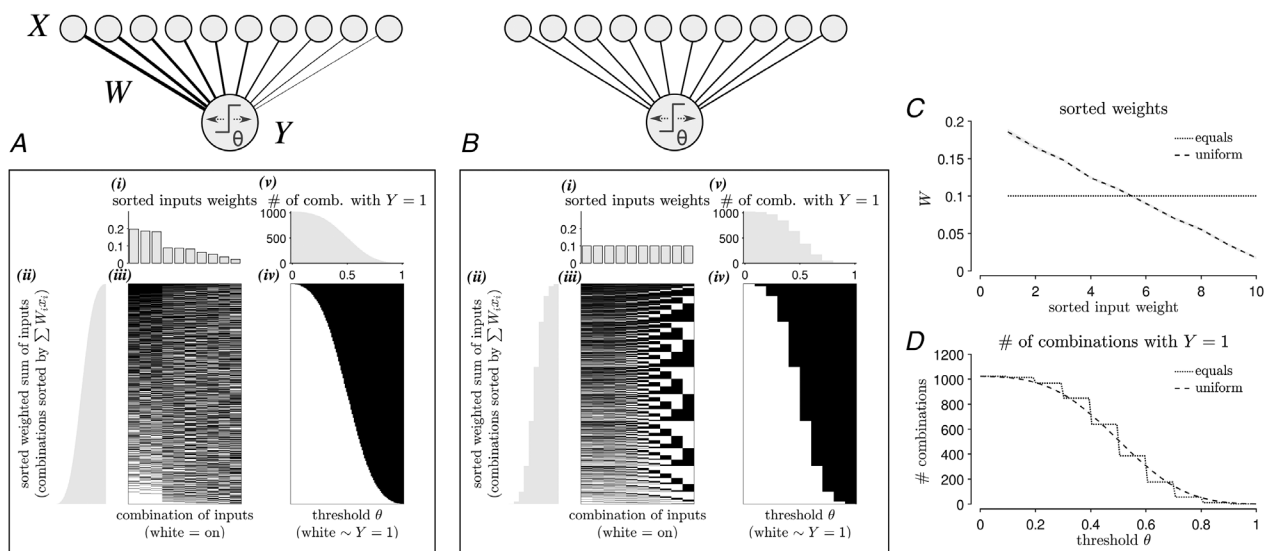 X
W
θ
Y
θ
A
(i)
sorted inputs weights
(v)
# of comb. with Y = 1
0.2
0.1
0
1000
500
0
0
0.5
1
(ii)
(iii)
(iv)
sorted weighted sum of inputs
(combinations sorted by ∑ W_i x_i)
combination of inputs
(white = on)
threshold θ
(white ∼ Y = 1)
B
(i)
sorted inputs weights
(v)
# of comb. with Y = 1
0.2
0.1
0
1000
500
0
0
0.5
1
(ii)
(iii)
(iv)
sorted weighted sum of inputs
(combinations sorted by ∑ W_i x_i)
combination of inputs
(white = on)
threshold θ
(white ∼ Y = 1)
C
sorted weights
equals
uniform
W
0.2
0.15
0.1
0.05
0
0 2 4 6 8 10
sorted input weight
D
# of combinations with Y = 1
equals
uniform
# combinations
1200
1000
800
600
400
200
0
0 0.2 0.4 0.6 0.8 1
threshold θ